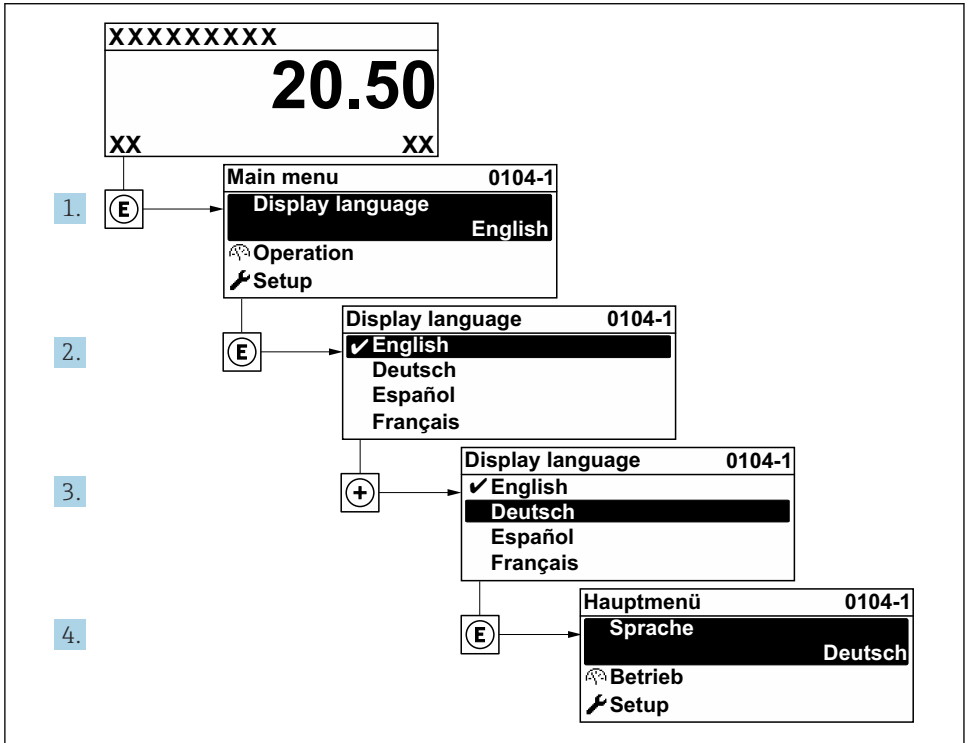 XXXXXXXXX
20.50
XX XX
1.
E
Main menu 0104-1
Display language
English
Operation
Setup
2.
E
Display language 0104-1
✔English
Deutsch
Español
Français
3.
+
Display language 0104-1
✔English
Deutsch
Español
Français
4.
E
Hauptmenü 0104-1
Sprache
Deutsch
Betrieb
Setup